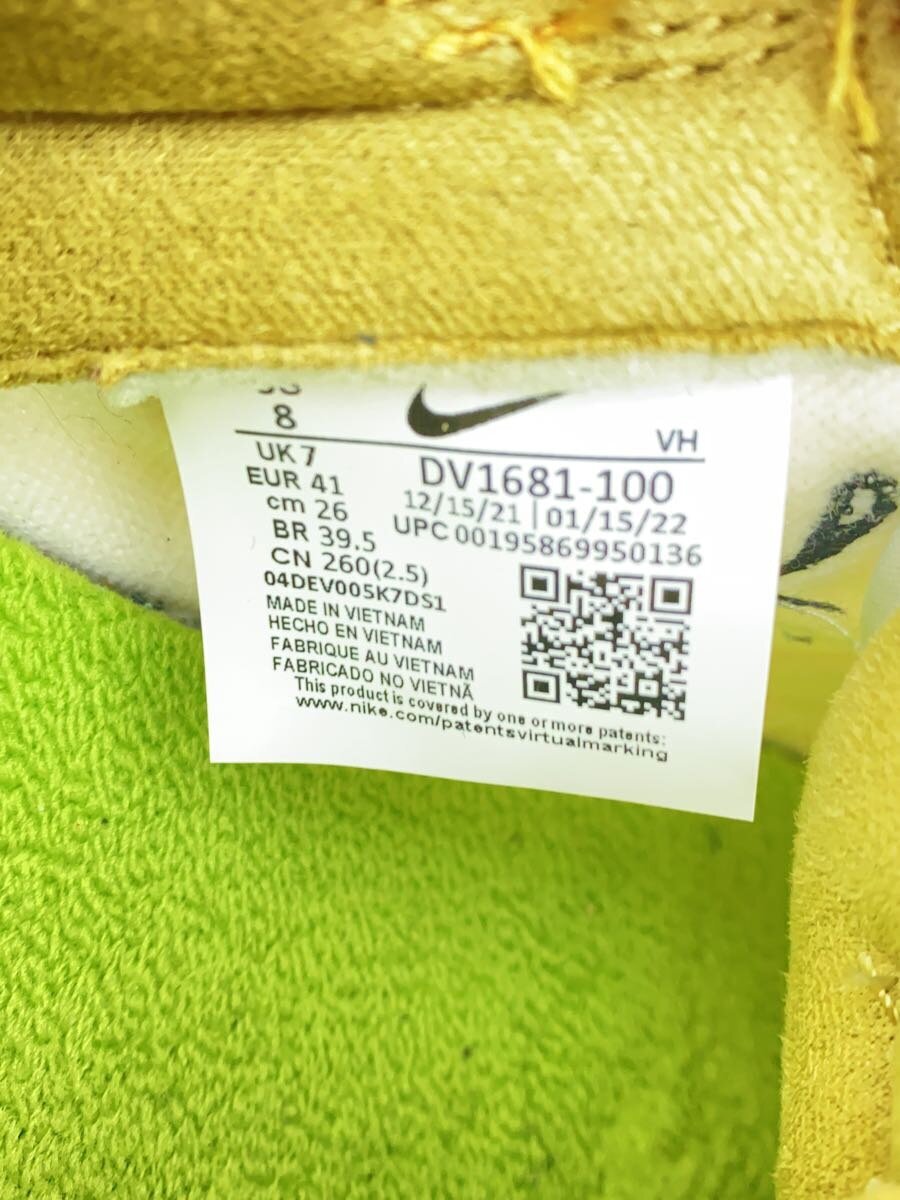 8
VH
UK 7
EUR 41
cm 26
BR 39.5
CN 260(2.5)
DV1681-100
12/15/21 | 01/15/22
UPC 00195869950136
04DEV005K7DS1
MADE IN VIETNAM
HECHO EN VIETNAM
FABRIQUE AU VIETNAM
FABRICADO NO VIETNÃ
This product is covered by one or more patents:
www.nike.com/patentsvirtualmarking